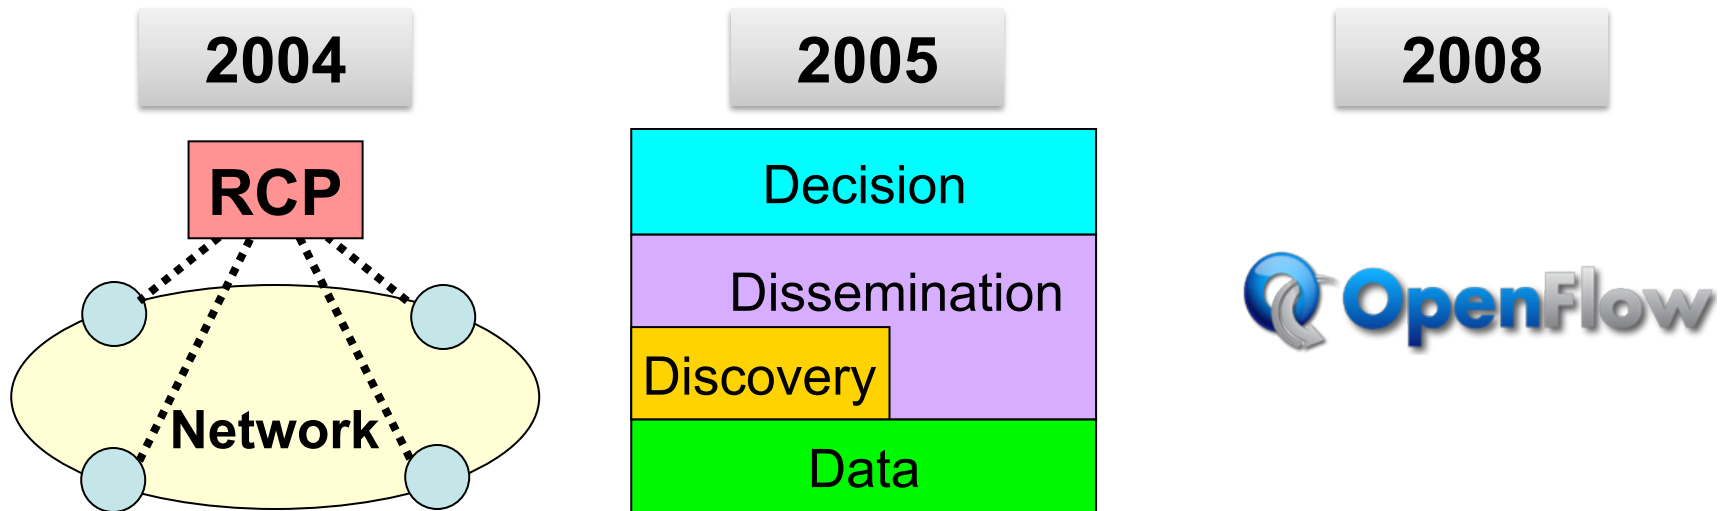 2004
2005
2008
RCP
Network
Decision
Dissemination
Discovery
Data
OpenFlow